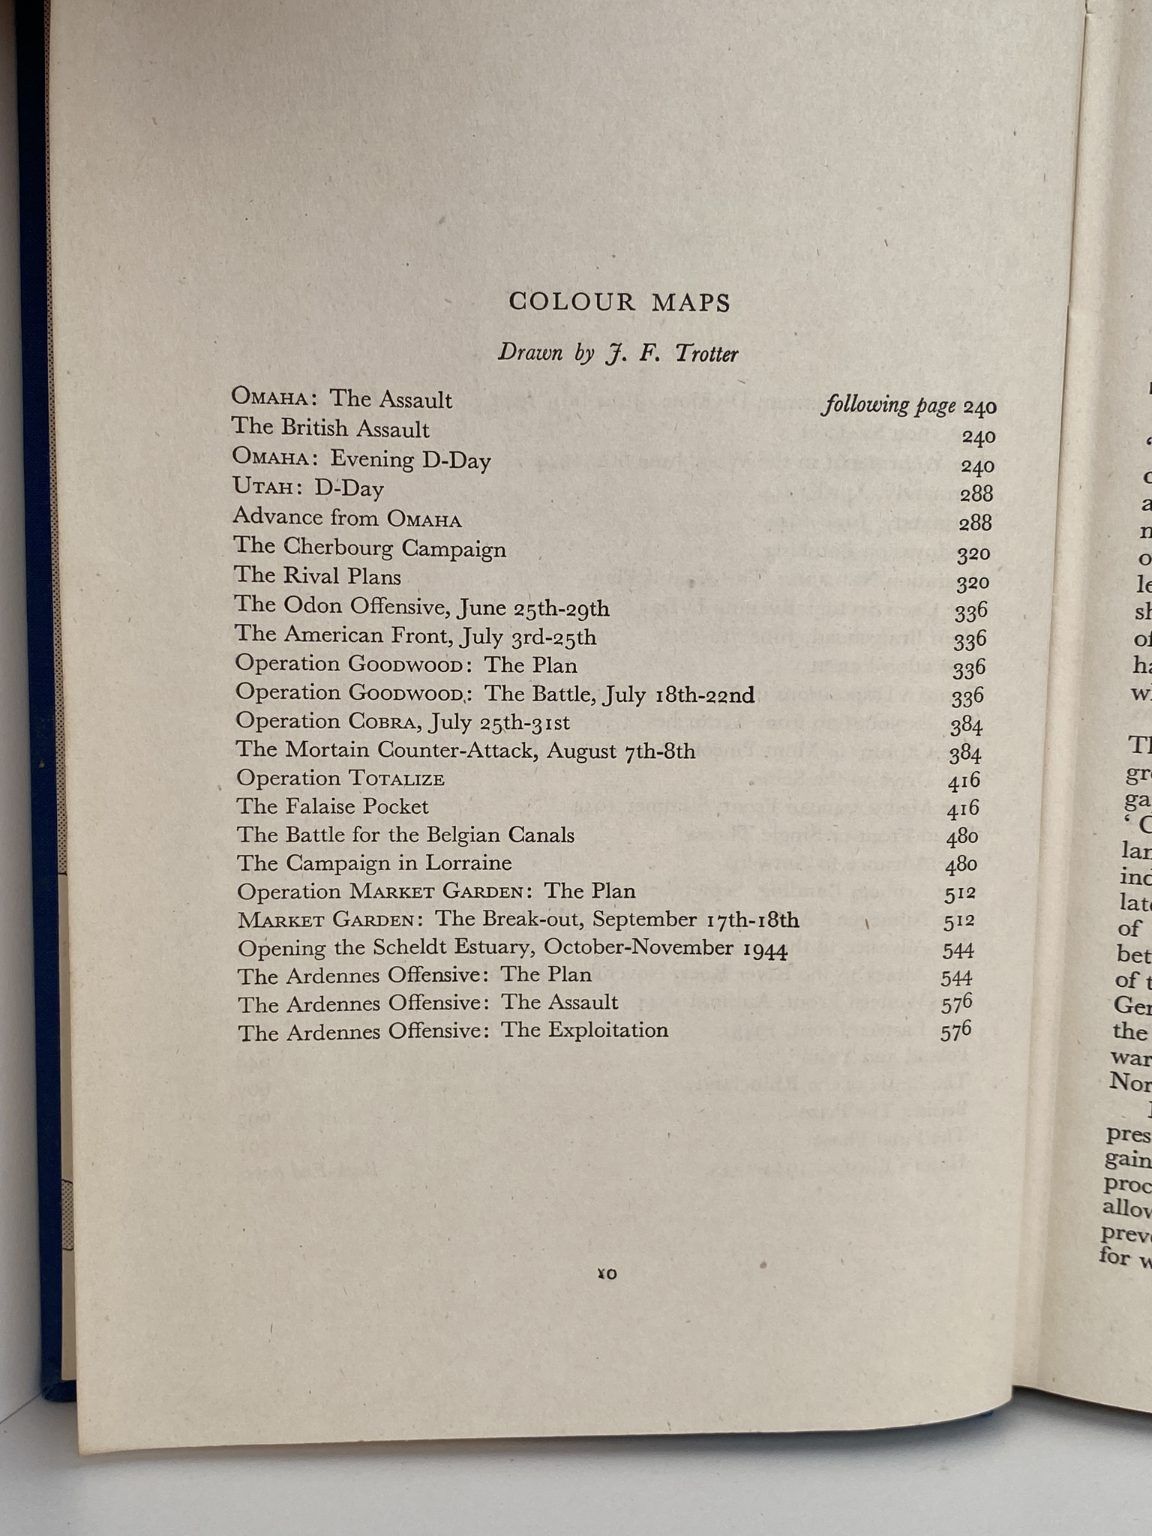 COLOUR MAPS
Drawn by J. F. Trotter
OMAHA: The Assault following page 240
The British Assault 240
OMAHA: Evening D-Day 240
UTAH: D-Day 288
Advance from OMAHA 288
The Cherbourg Campaign 320
The Rival Plans 320
The Odon Offensive, June 25th-29th 336
The American Front, July 3rd-25th 336
Operation GOODWOOD: The Plan 336
Operation GOODWOOD: The Battle, July 18th-22nd 336
Operation COBRA, July 25th-31st 384
The Mortain Counter-Attack, August 7th-8th 384
Operation TOTALIZE 416
The Falaise Pocket 416
The Battle for the Belgian Canals 480
The Campaign in Lorraine 480
Operation MARKET GARDEN: The Plan 512
MARKET GARDEN: The Break-out, September 17th-18th 512
Opening the Scheldt Estuary, October-November 1944 544
The Ardennes Offensive: The Plan 544
The Ardennes Offensive: The Assault 576
The Ardennes Offensive: The Exploitation 576
10
of
of t
the
for w